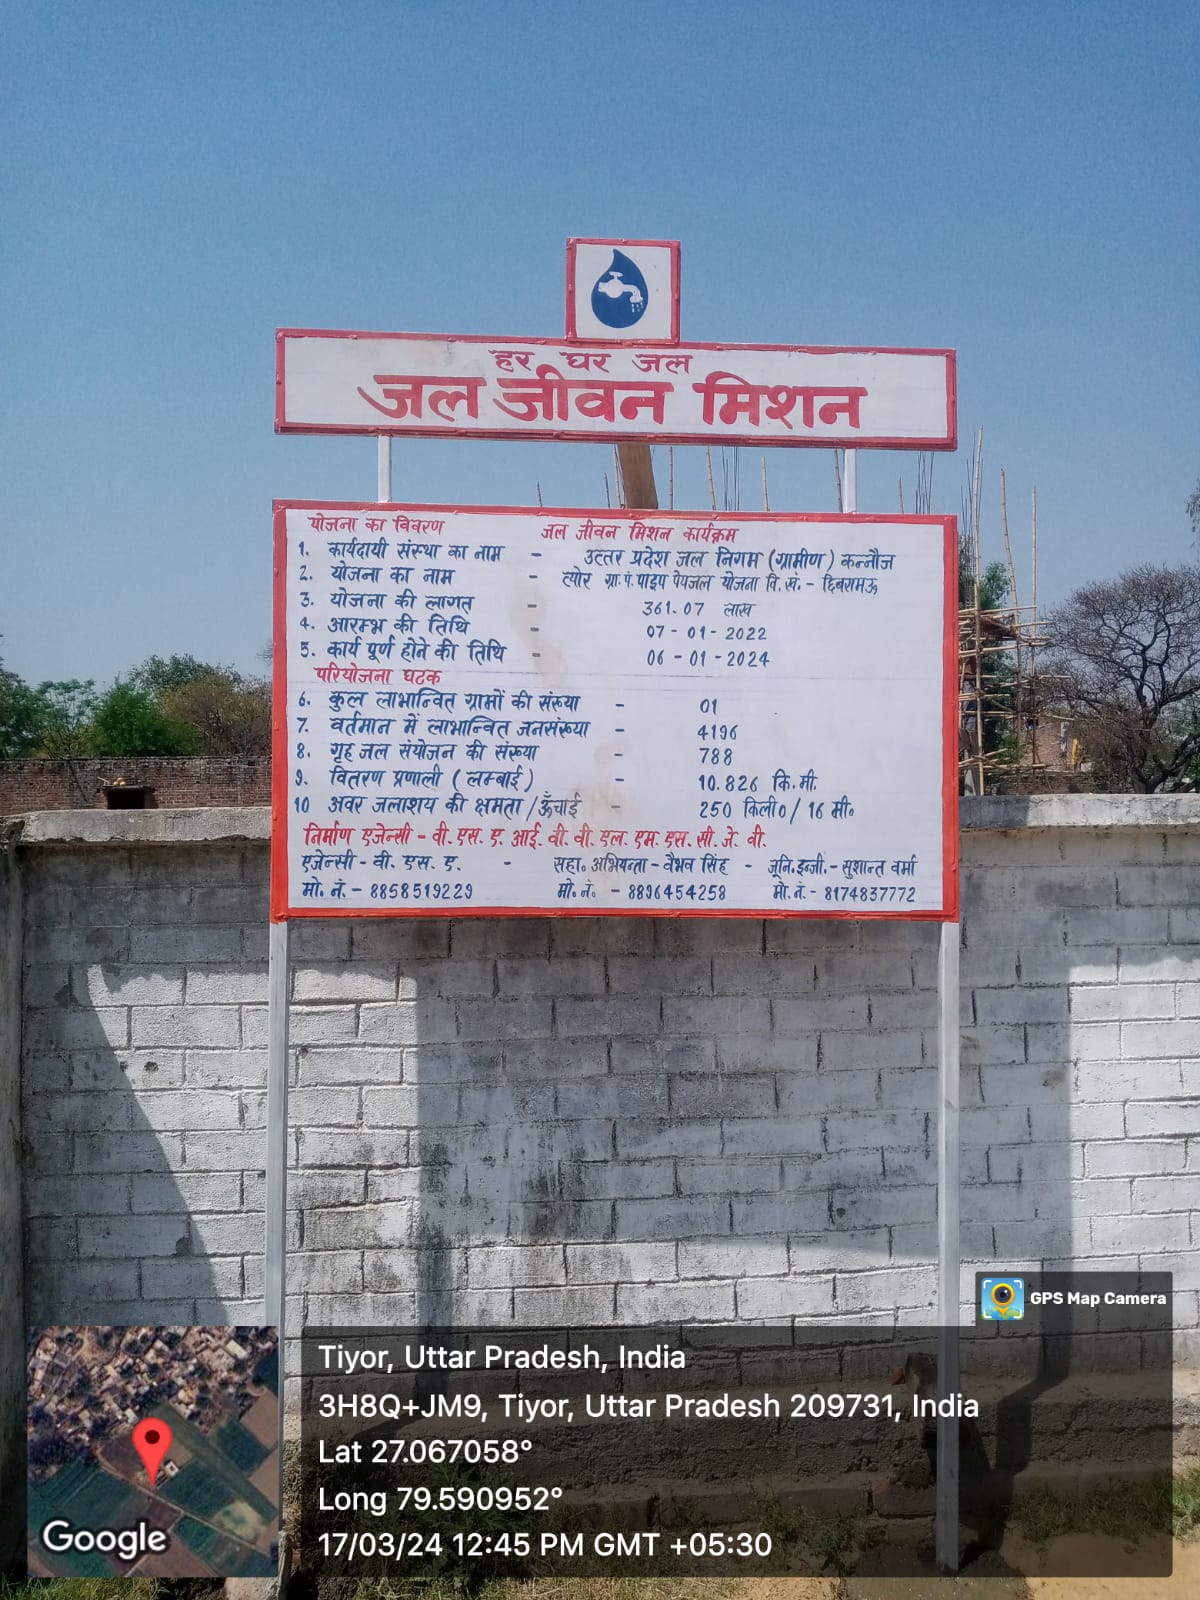 हर घर जल
जल जीवन मिशन
योजना का विवरण जल जीवन मिशन कार्यक्रम
1. कार्यदायी संस्था का नाम - उत्तर प्रदेश जल निगम (ग्रामीण) कन्नौज
2. योजना का नाम - त्योर ग्रा.पं.पाइप पेयजल योजना वि.खं.- छिबरामऊ
3. योजना की लागत - 361.07 लाख
4. आरम्भ की तिथि - 07-01-2022
5. कार्य पूर्ण होने की तिथि - 06-01-2024
परियोजना घटक
6. कुल लाभान्वित ग्रामों की संख्या - 01
7. वर्तमान में लाभान्वित जनसंख्या - 4196
8. गृह जल संयोजन की संख्या - 788
9. वितरण प्रणाली (लम्बाई) - 10.826 कि.मी.
10 अवर जलाशय की क्षमता /ऊँचाई - 250 किली०/ 16 मी०
निर्माण एजेन्सी - वी.एस.ए.आई.वी.वी.एल.एम.एस.सी.जे.वी.
एजेन्सी - वी. एस. ए. - सहा. अभियन्ता - वैभव सिंह - जूनि.इन्जी.- सुशान्त वर्मा
मो. नं.- 8858519229 मो. नं. - 8896454258 मो. नं.- 8174837772
GPS Map Camera
Tiyor, Uttar Pradesh, India
3H8Q+JM9, Tiyor, Uttar Pradesh 209731, India
Lat 27.067058°
Long 79.590952°
17/03/24 12:45 PM GMT +05:30
Google